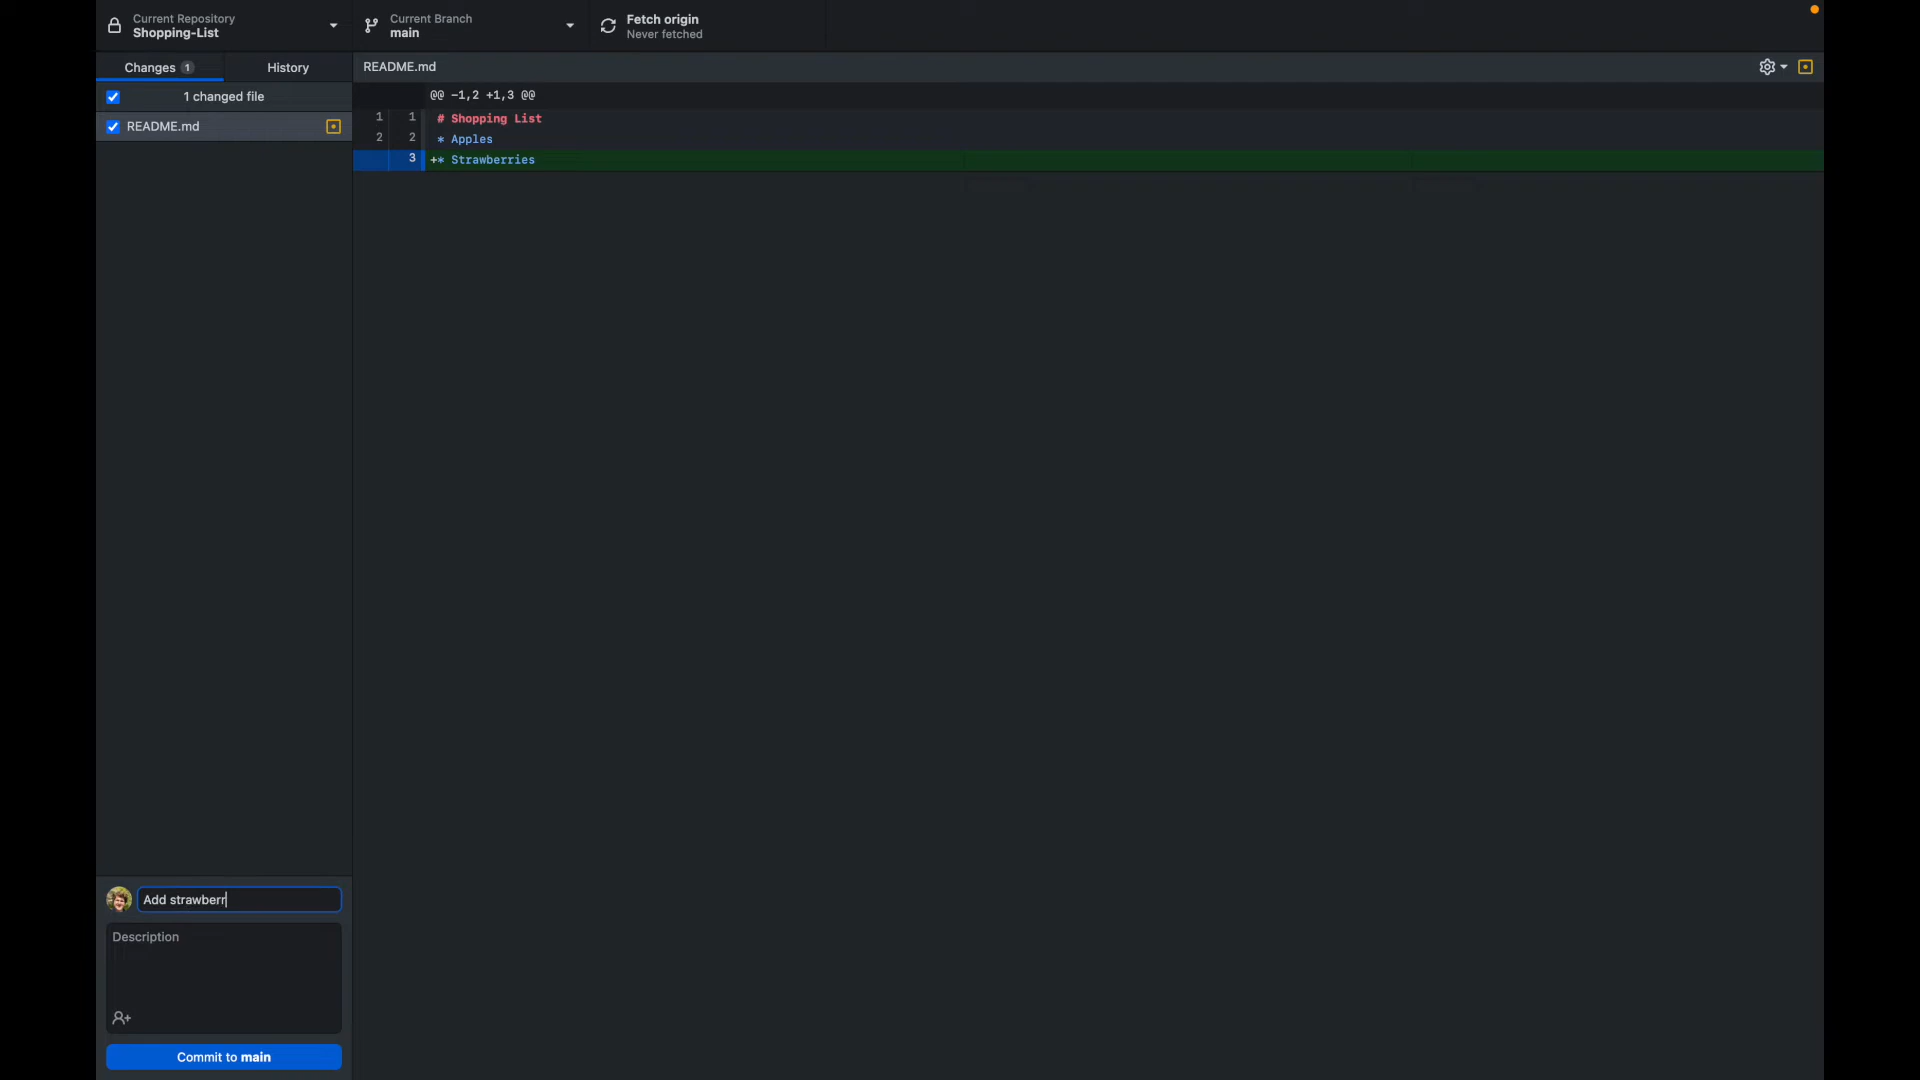 Current Repository
Shopping-List
Current Branch
main
Fetch origin
Never fetched
Changes 1
History
README.md
1 changed file
README.md
@@ -1,2 +1,3 @@
1 1 # Shopping List
2 2 * Apples
3 +* Strawberries
Add strawberr
Description
Commit to main